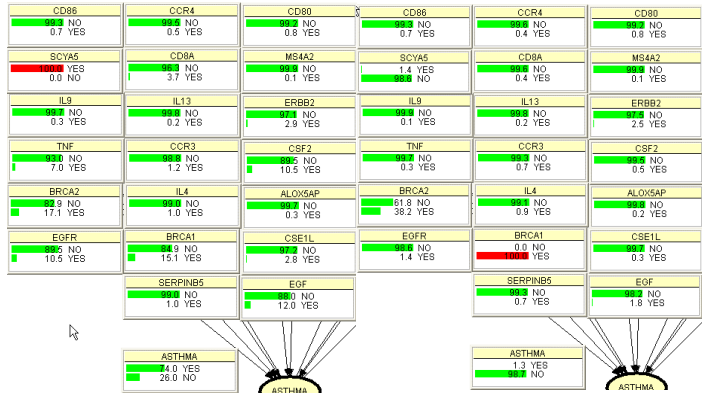 CD86
99.3 NO
0.7 YES
CCR4
99.5 NO
0.5 YES
CD80
99.2 NO
0.8 YES
SCYA5
100.0 YES
0.0 NO
CD8A
96.3 NO
3.7 YES
MS4A2
99.9 NO
0.1 YES
IL9
99.7 NO
0.3 YES
IL13
99.8 NO
0.2 YES
ERBB2
97.1 NO
2.9 YES
TNF
93.0 NO
7.0 YES
CCR3
98.8 NO
1.2 YES
CSF2
89.5 NO
10.5 YES
BRCA2
82.9 NO
17.1 YES
IL4
99.0 NO
1.0 YES
ALOX5AP
99.7 NO
0.3 YES
EGFR
89.5 NO
10.5 YES
BRCA1
84.9 NO
15.1 YES
CSE1L
97.2 NO
2.8 YES
SERPINB5
99.0 NO
1.0 YES
EGF
88.0 NO
12.0 YES
ASTHMA
74.0 YES
26.0 NO
ASTHMA
CD86
99.3 NO
0.7 YES
CCR4
99.6 NO
0.4 YES
CD80
99.2 NO
0.8 YES
SCYA5
1.4 YES
98.6 NO
CD8A
99.6 NO
0.4 YES
MS4A2
99.9 NO
0.1 YES
IL9
99.9 NO
0.1 YES
IL13
99.8 NO
0.2 YES
ERBB2
97.5 NO
2.5 YES
TNF
99.7 NO
0.3 YES
CCR3
99.3 NO
0.7 YES
CSF2
99.5 NO
0.5 YES
BRCA2
61.8 NO
38.2 YES
IL4
99.1 NO
0.9 YES
ALOX5AP
99.8 NO
0.2 YES
EGFR
98.6 NO
1.4 YES
BRCA1
0.0 NO
100.0 YES
CSE1L
99.7 NO
0.3 YES
SERPINB5
99.3 NO
0.7 YES
EGF
98.2 NO
1.8 YES
ASTHMA
1.3 YES
98.7 NO
ASTHMA